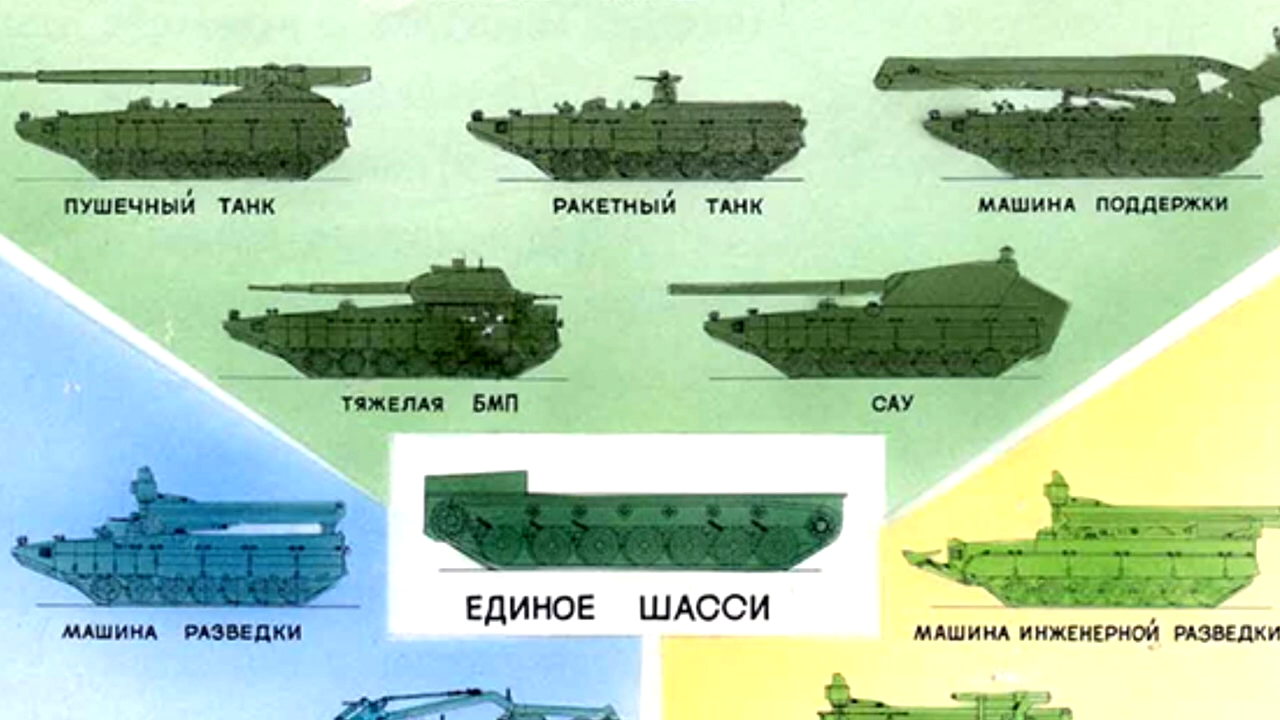 ПУШЕЧНЫЙ ТАНК
РАКЕТНЫЙ ТАНК
МАШИНА ПОДДЕРЖКИ
ТЯЖЕЛАЯ БМП
САУ
ЕДИНОЕ ШАССИ
МАШИНА РАЗВЕДКИ
МАШИНА ИНЖЕНЕРНОЙ РАЗВЕДКИ